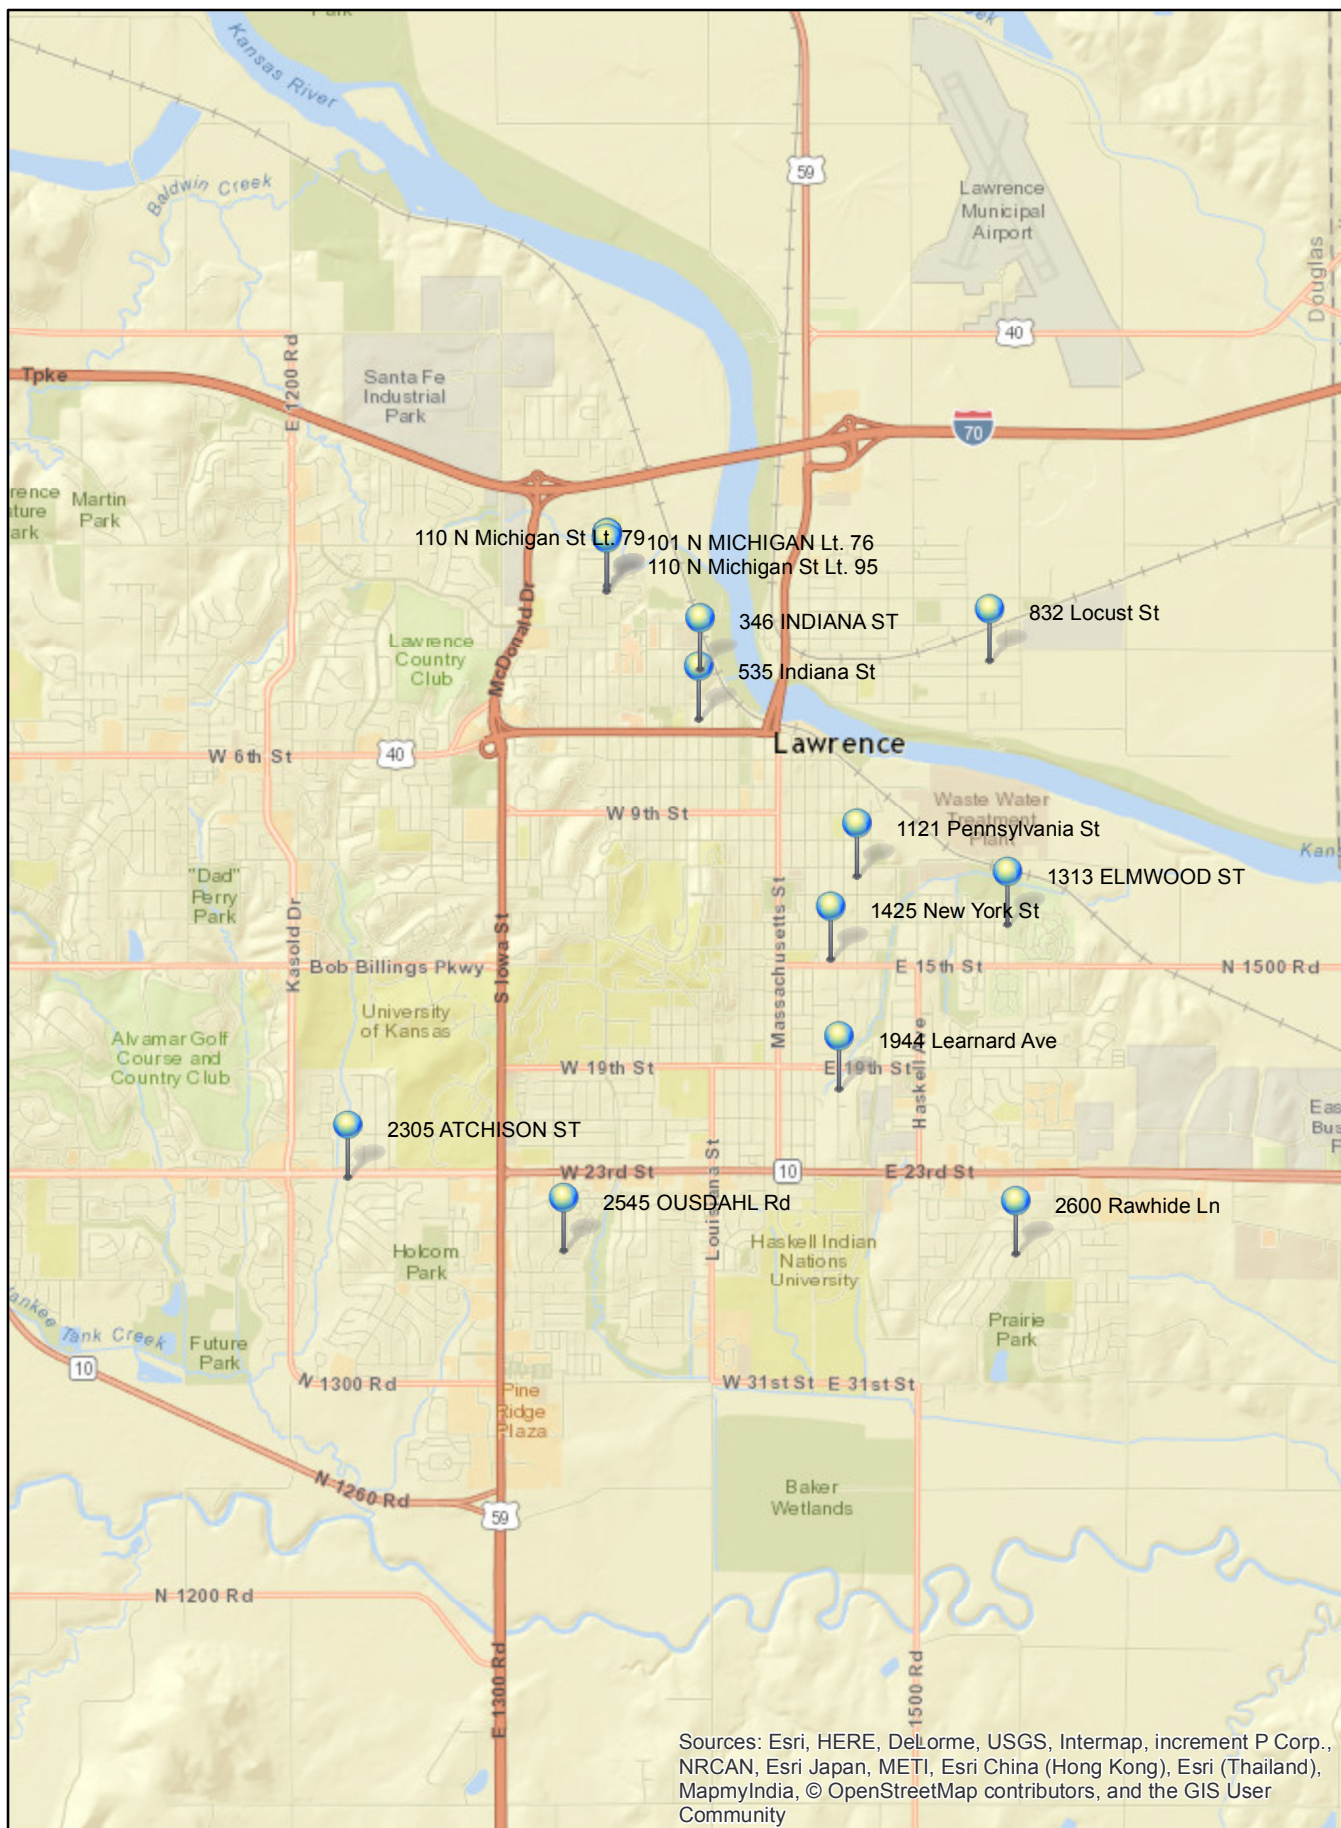 Park
Kansas River
Creek
Baldwin Creek
59
Lawrence
Municipal
Airport
Douglas
40
E 1200 Rd
Tpke
Santa Fe
Industrial
Park
70
Martin
Park
110 N Michigan St Lt. 79
101 N MICHIGAN Lt. 76
110 N Michigan St Lt. 95
McDonald Dr
346 INDIANA ST
832 Locust St
Lawrence
Country
Club
535 Indiana St
W 6th St
40
Lawrence
W 9th St
Waste Water
Treatment
Plant
1121 Pennsylvania St
"Dad"
Perry
Park
1313 ELMWOOD ST
Kasold Dr
S Iowa St
Massachusetts St
1425 New York St
Bob Billings Pkwy
E 15th St
N 1500 Rd
University
of Kansas
Alvamar Golf
Course and
Country Club
1944 Learnard Ave
W 19th St
E 19th St
Haskell Ave
2305 ATCHISON ST
W 23rd St
10
E 23rd St
Louisiana St
2545 OUSDAHL Rd
2600 Rawhide Ln
Holcom
Park
Haskell Indian
Nations
University
Tank Creek
Future
Park
Prairie
Park
10
N 1300 Rd
W 31st St
E 31st St
Pine
Ridge
Plaza
N 1260 Rd
Baker
Wetlands
59
N 1200 Rd
E 1300 Rd
1500 Rd
Sources: Esri, HERE, DeLorme, USGS, Intermap, increment P Corp.,
NRCAN, Esri Japan, METI, Esri China (Hong Kong), Esri (Thailand),
MapmyIndia, © OpenStreetMap contributors, and the GIS User
Community